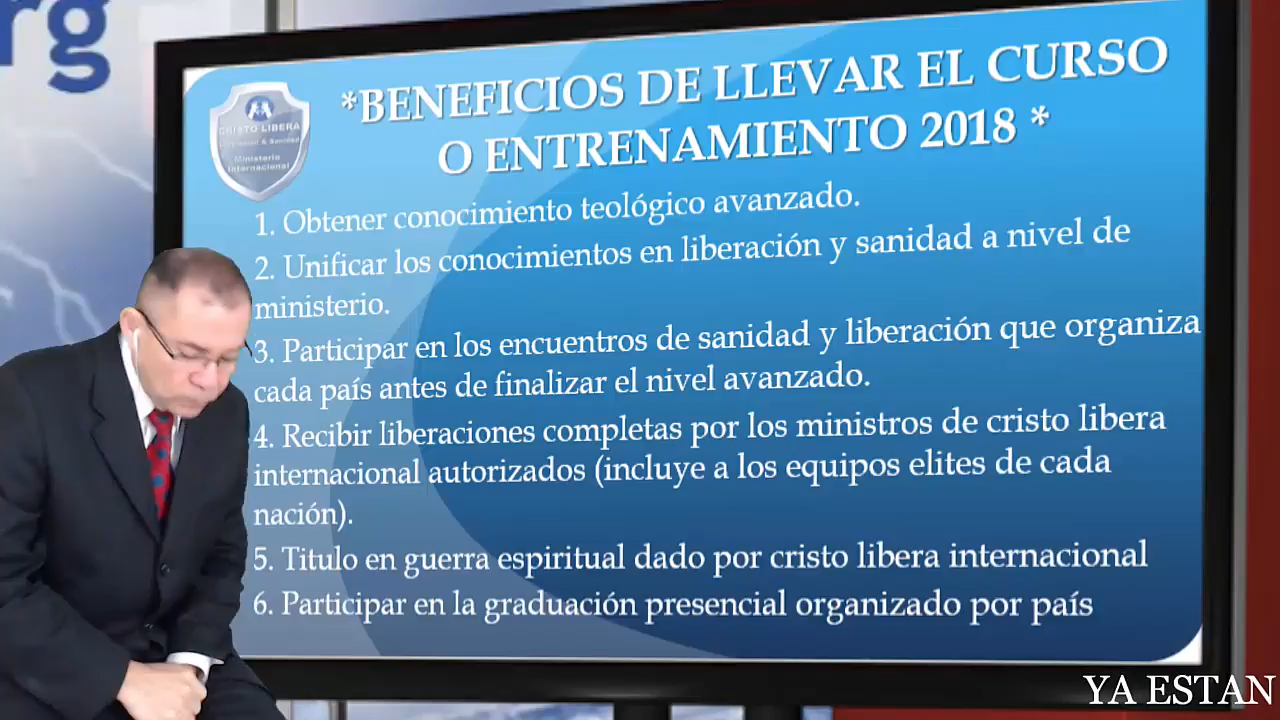 rg
CRISTO LIBERA
Liberación & Sanidad
Ministerio
Internacional
*BENEFICIOS DE LLEVAR EL CURSO
O ENTRENAMIENTO 2018 *
1. Obtener conocimiento teológico avanzado.
2. Unificar los conocimientos en liberación y sanidad a nivel de
ministerio.
3. Participar en los encuentros de sanidad y liberación que organiza
cada país antes de finalizar el nivel avanzado.
4. Recibir liberaciones completas por los ministros de cristo libera
internacional autorizados (incluye a los equipos elites de cada
nación).
5. Titulo en guerra espiritual dado por cristo libera internacional
6. Participar en la graduación presencial organizado por país
YA ESTAN